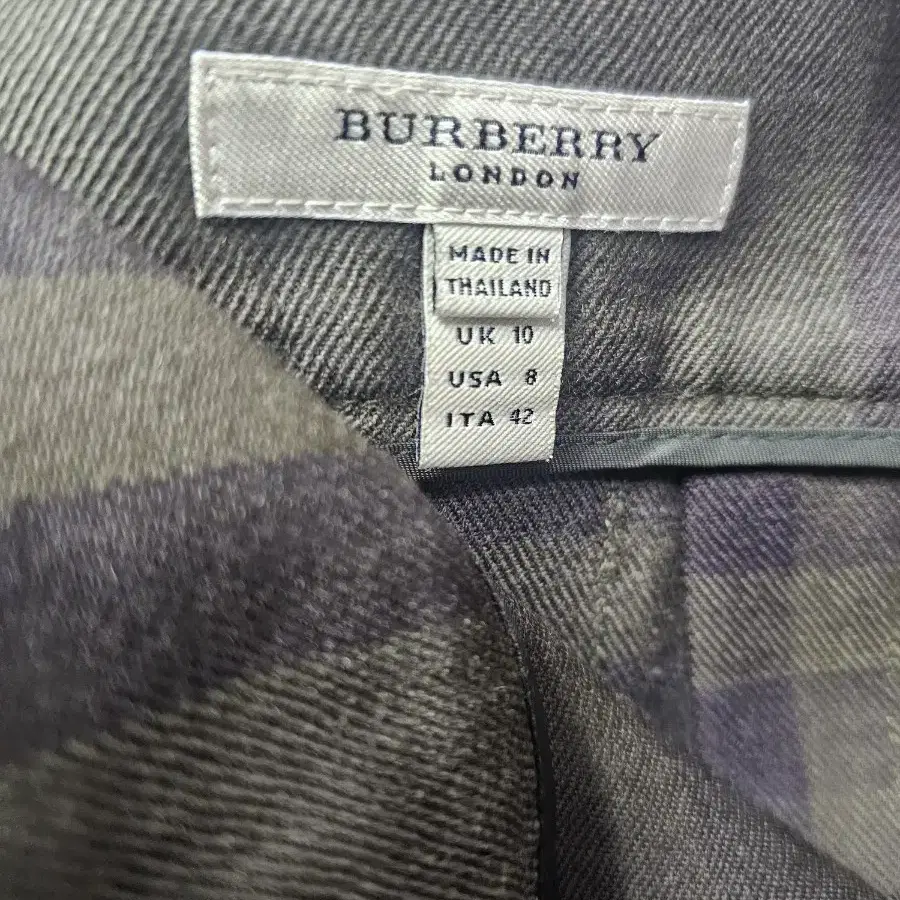 BURBERRY
LONDON
MADE IN
THAILAND
UK 10
USA 8
ITA 42